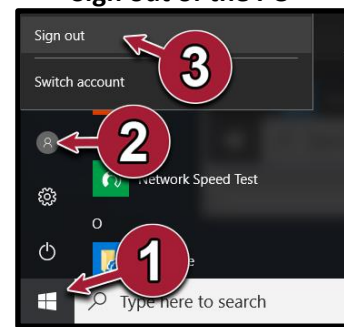 Sign out of the PC
Sign out
3
Switch account
2
Network Speed Test
O
1
Type here to search